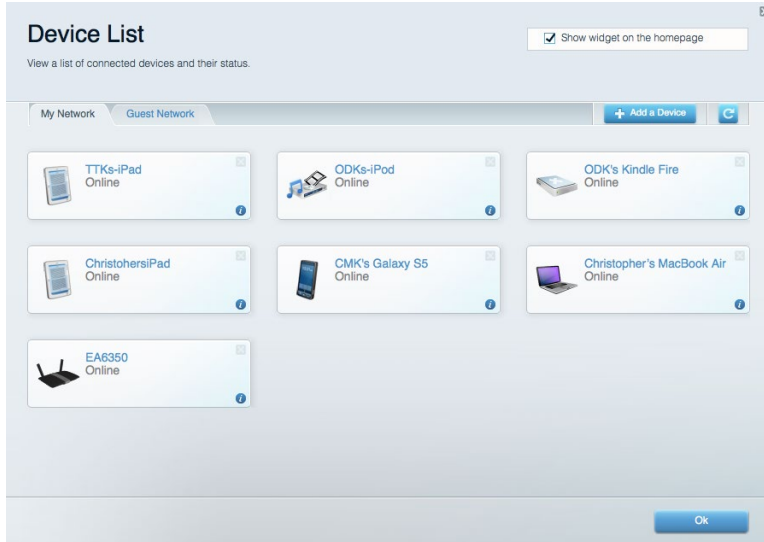 Device List
Show widget on the homepage
View a list of connected devices and their status.
My Network
Guest Network
Add a Device
TTKs-iPad
Online
ODKs-iPod
Online
ODK's Kindle Fire
Online
ChristohersiPad
Online
CMK's Galaxy S5
Online
Christopher's MacBook Air
Online
EA6350
Online
Ok